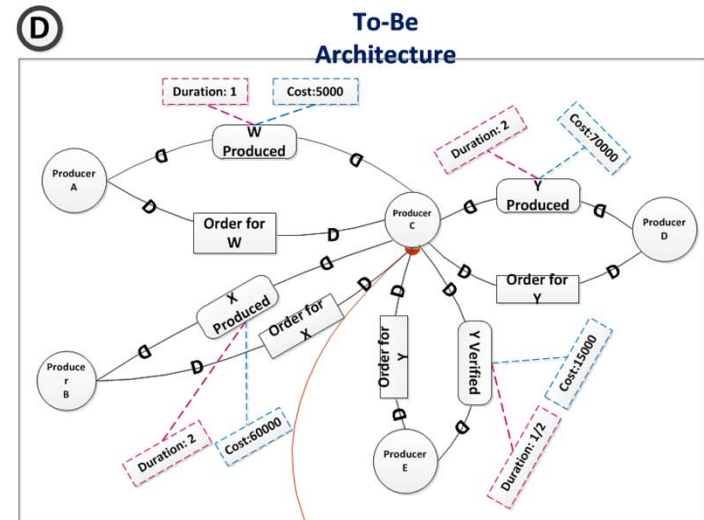 D
To-Be
Architecture
Duration: 1
Cost:5000
W
Produced
D
D
Producer
A
D
Order for
W
D
Producer
C
Duration: 2
Cost:70000
Y
Produced
D
D
Producer
D
D
Order for
Y
D
X
Produced
D
D
Order for
X
D
D
Produce
r
B
Duration: 2
Cost:60000
D
Order for
Y
D
D
Y Verified
D
Producer
E
Cost:15000
Duration: 1/2